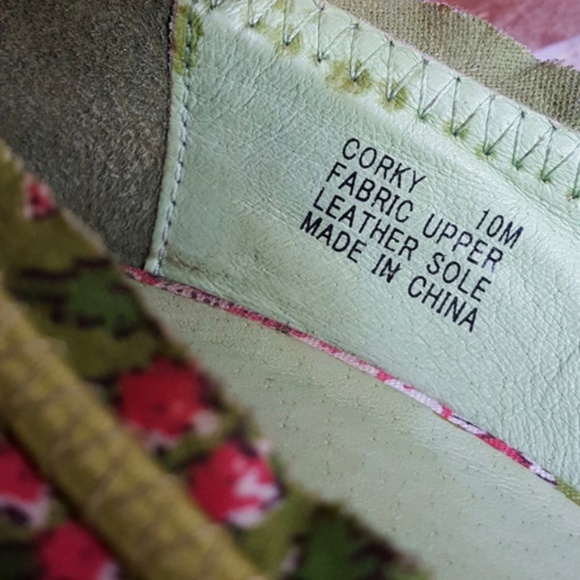 CORKY 10M
FABRIC UPPER
LEATHER SOLE
MADE IN CHINA